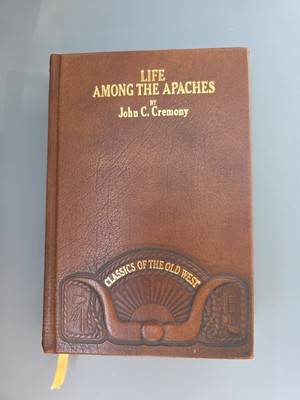 LIFE
AMONG THE APACHES
BY
John C. Cremony
CLASSICS OF THE OLD WEST